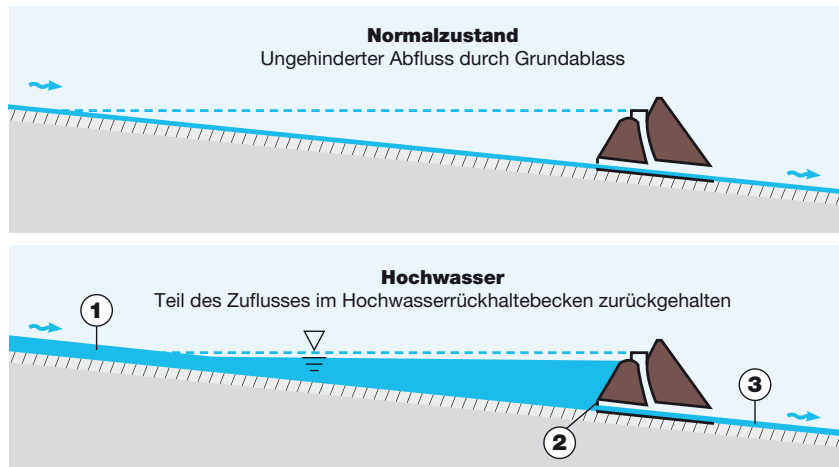 Normalzustand
Ungehinderter Abfluss durch Grundablass
Hochwasser
Teil des Zuflusses im Hochwasserrückhaltebecken zurückgehalten
1
2
3